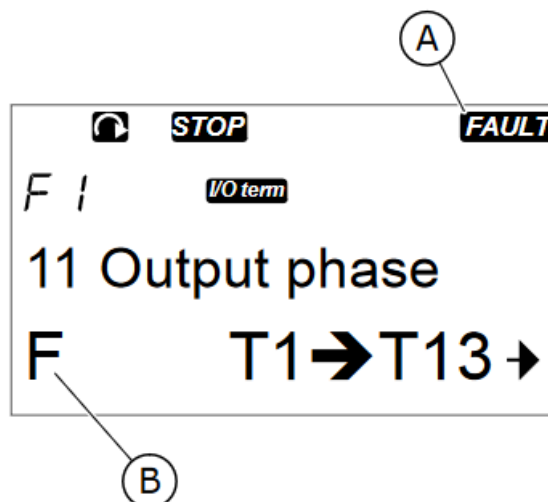 A
STOP FAULT
F 1 I/O term
11 Output phase
F T1➔T13
B